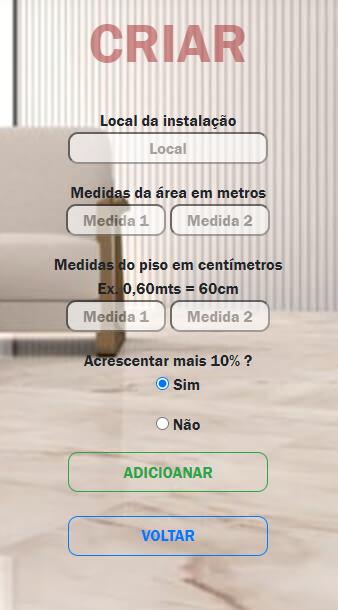 CRIAR
Local da instalação
Local
Medidas da área em metros
Medida 1 Medida 2
Medidas do piso em centímetros
Ex. 0,60mts = 60cm
Medida 1 Medida 2
Acrescentar mais 10% ?
Sim
Não
ADICIOANAR
VOLTAR